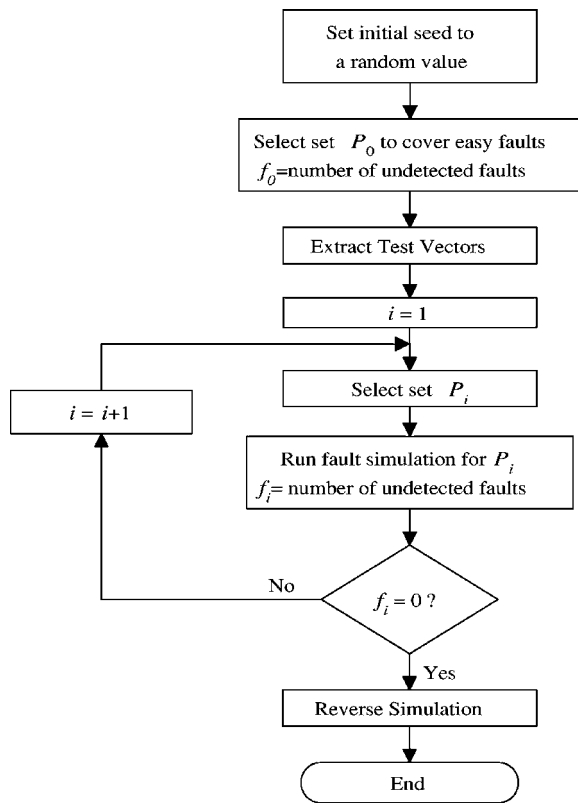 Set initial seed to
a random value
Select set P₀ to cover easy faults
f₀=number of undetected faults
Extract Test Vectors
i = 1
Select set Pᵢ
i = i+1
Run fault simulation for Pᵢ
fᵢ= number of undetected faults
No
fᵢ = 0 ?
Yes
Reverse Simulation
End